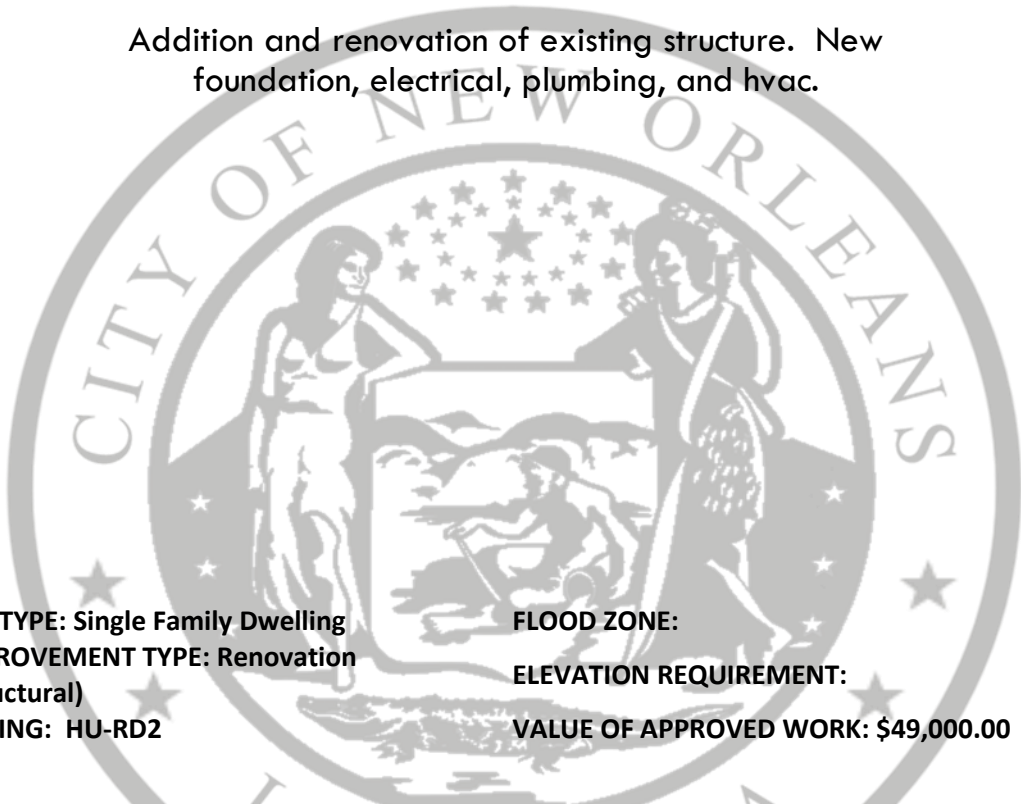 Addition and renovation of existing structure. New
foundation, electrical, plumbing, and hvac.
CITY OF NEW ORLEANS
TYPE: Single Family Dwelling
ROVEMENT TYPE: Renovation
uctural)
ING: HU-RD2
FLOOD ZONE:
ELEVATION REQUIREMENT:
VALUE OF APPROVED WORK: $49,000.00